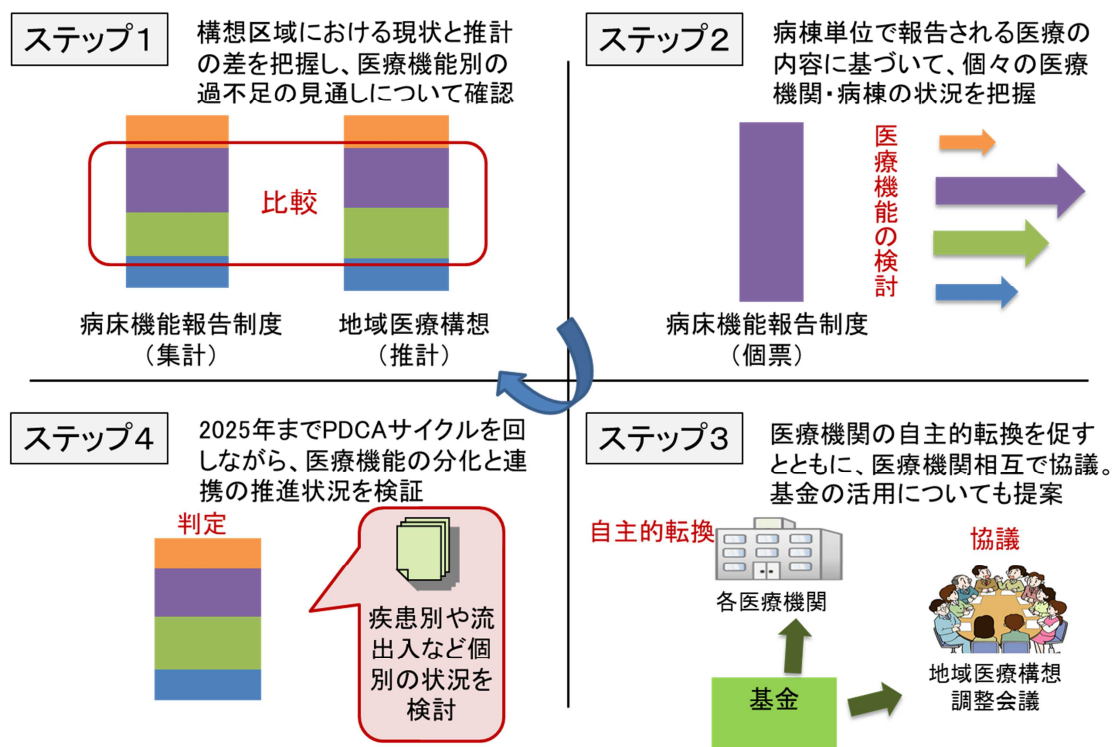 ステップ1
構想区域における現状と推計
の差を把握し、医療機能別の
過不足の見通しについて確認
比較
病床機能報告制度
（集計）
地域医療構想
（推計）
ステップ2
病棟単位で報告される医療の
内容に基づいて、個々の医療
機関・病棟の状況を把握
医療機能の検討
病床機能報告制度
（個票）
ステップ3
医療機関の自主的転換を促す
とともに、医療機関相互で協議。
基金の活用についても提案
自主的転換
各医療機関
協議
地域医療構想
調整会議
基金
ステップ4
2025年までPDCAサイクルを回
しながら、医療機能の分化と連
携の推進状況を検証
判定
疾患別や流
出入など個
別の状況を
検討